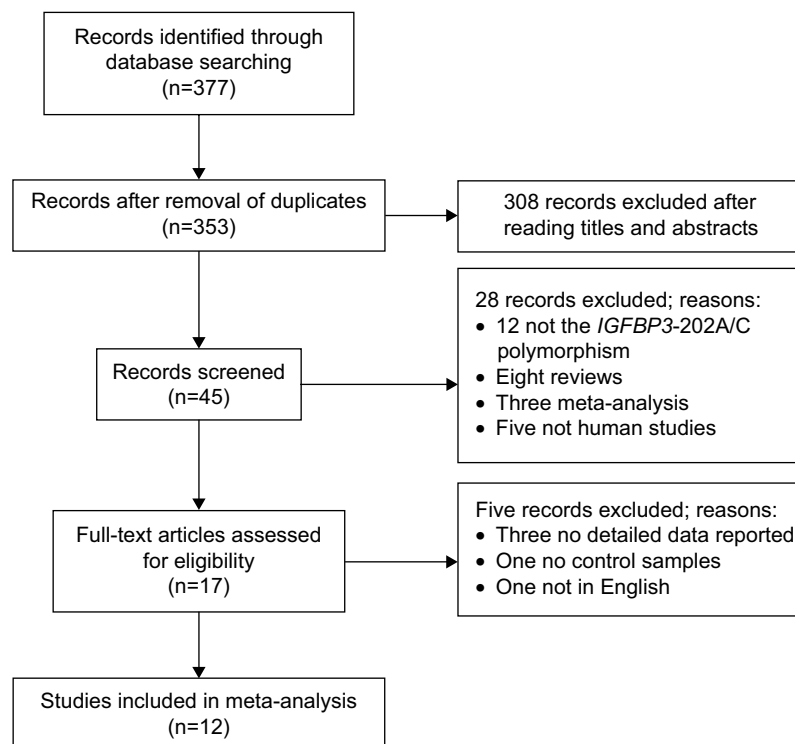 Records identified through
database searching
(n=377)
Records after removal of duplicates
(n=353)
308 records excluded after
reading titles and abstracts
Records screened
(n=45)
28 records excluded; reasons:
• 12 not the IGFBP3-202A/C
polymorphism
• Eight reviews
• Three meta-analysis
• Five not human studies
Full-text articles assessed
for eligibility
(n=17)
Five records excluded; reasons:
• Three no detailed data reported
• One no control samples
• One not in English
Studies included in meta-analysis
(n=12)